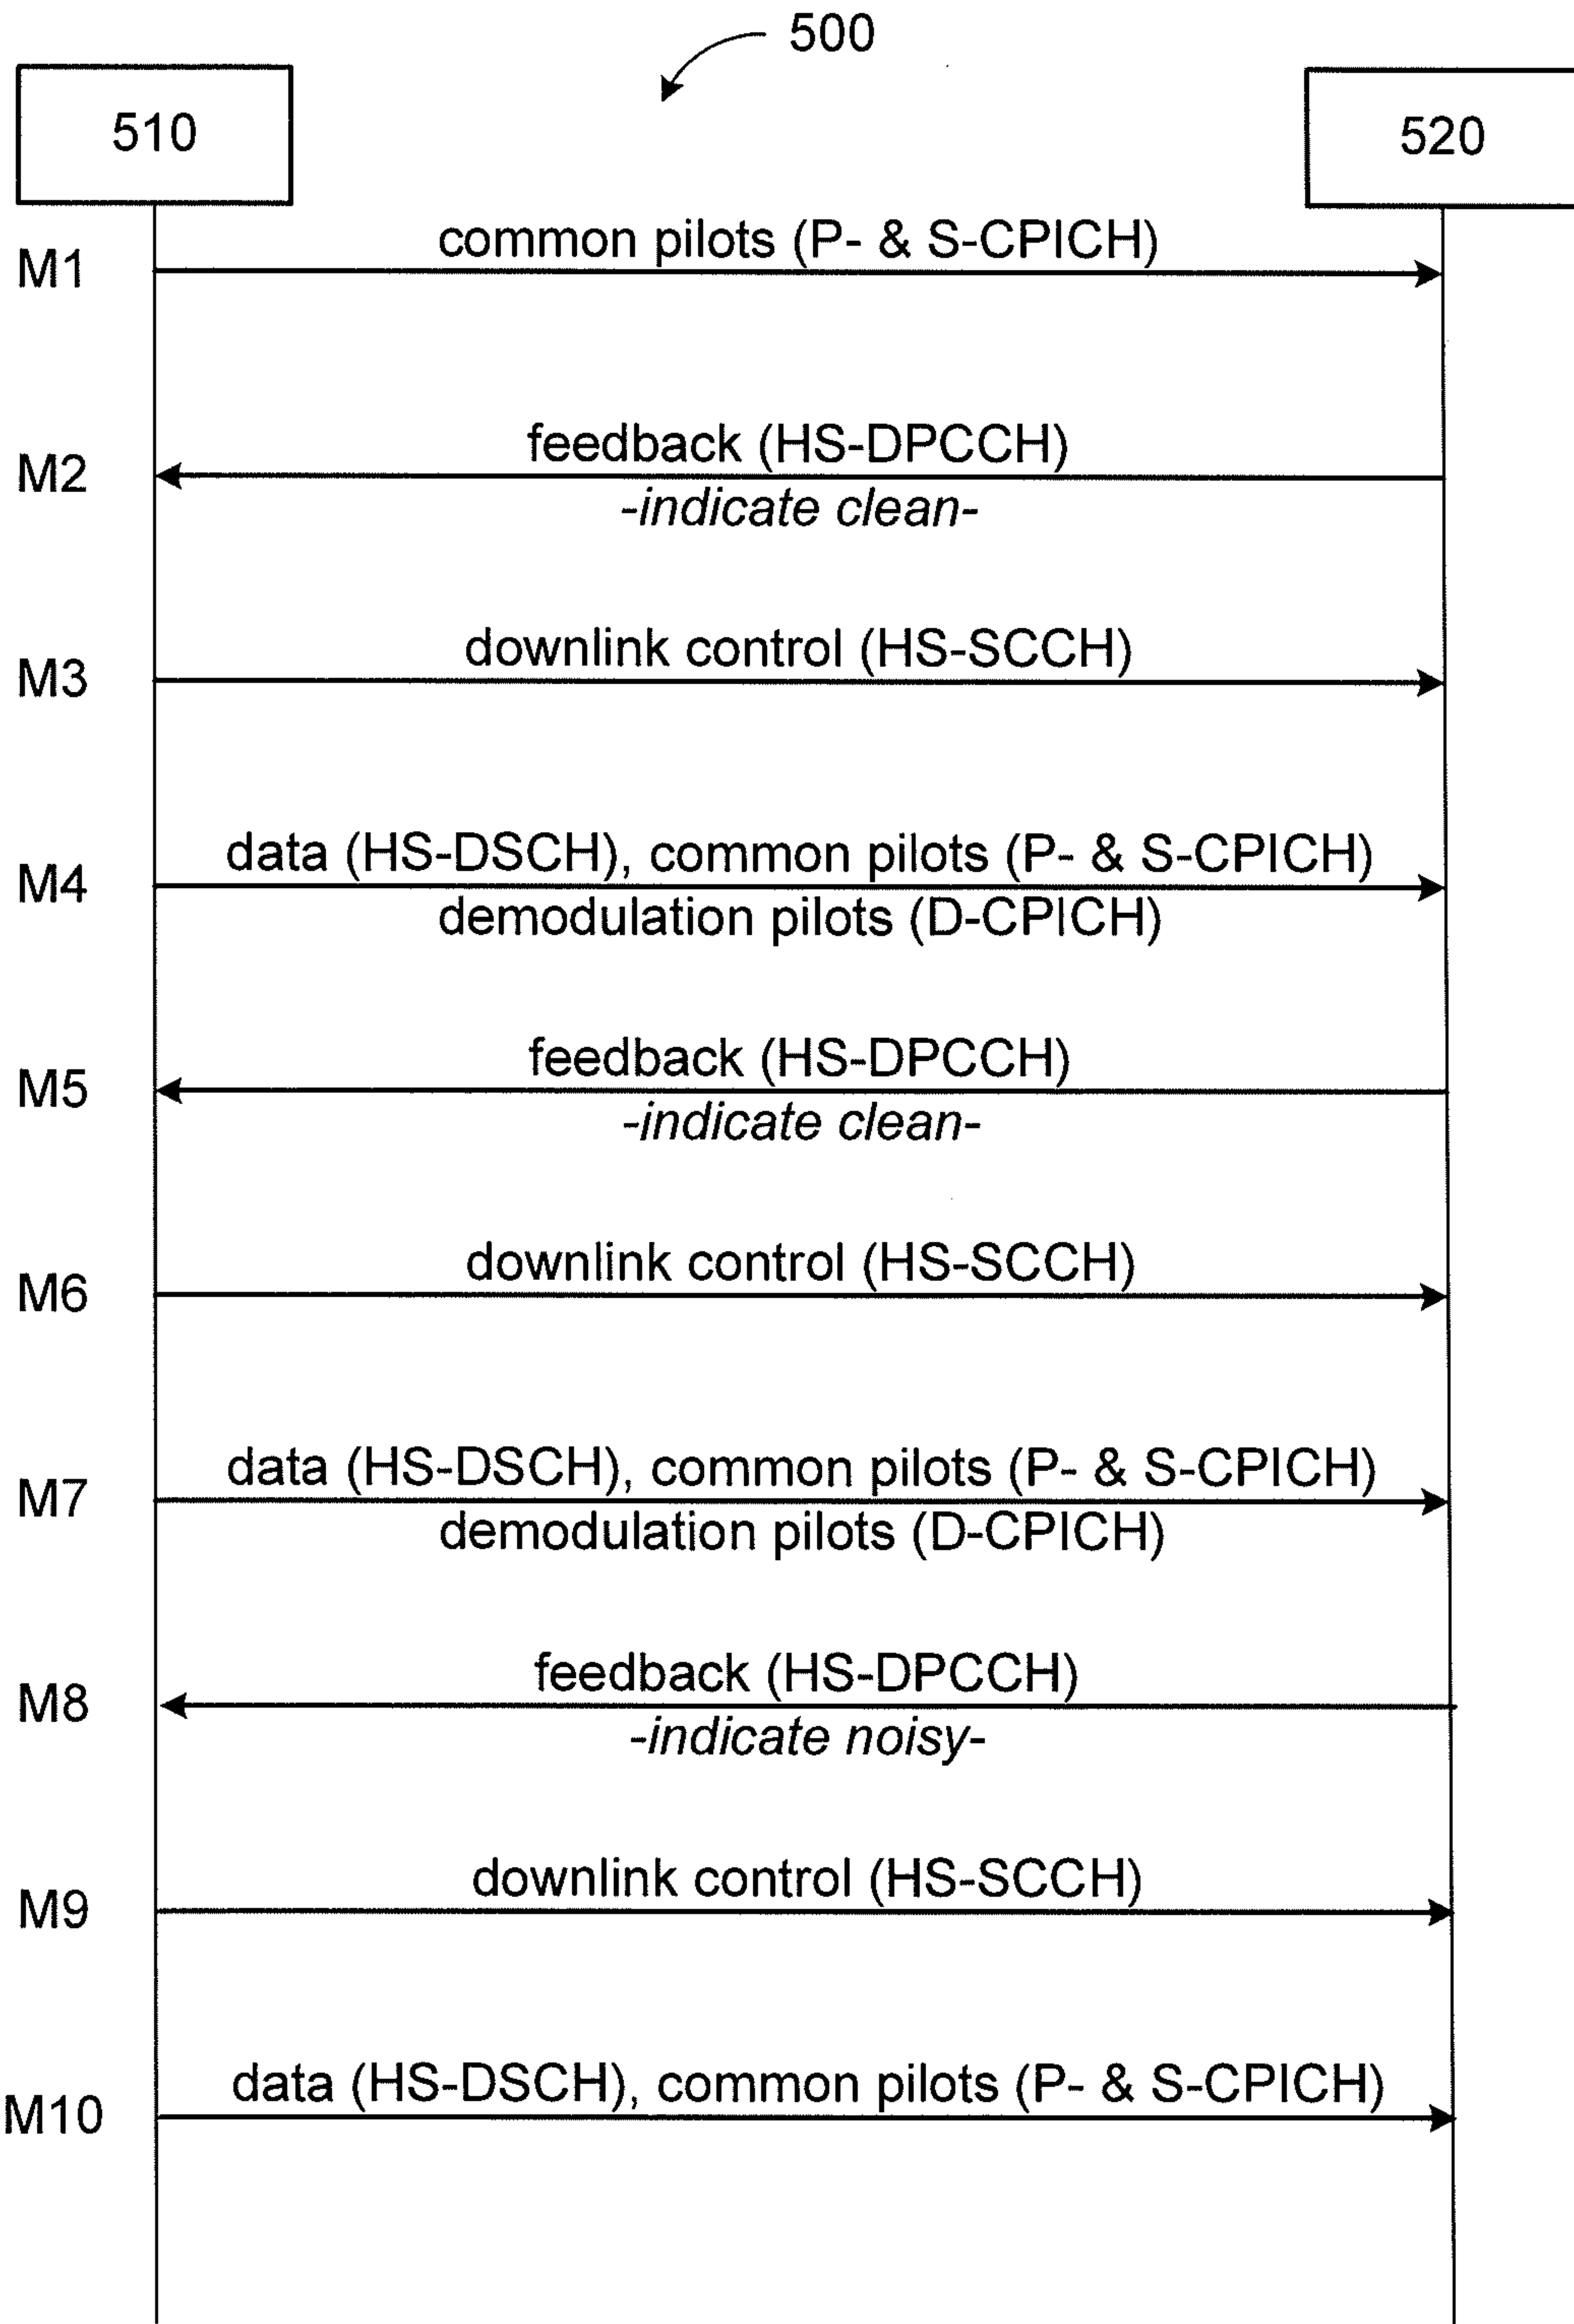 500
510
520
M1
common pilots (P- & S-CPICH)
M2
feedback (HS-DPCCH)
-indicate clean-
M3
downlink control (HS-SCCH)
M4
data (HS-DSCH), common pilots (P- & S-CPICH)
demodulation pilots (D-CPICH)
M5
feedback (HS-DPCCH)
-indicate clean-
M6
downlink control (HS-SCCH)
M7
data (HS-DSCH), common pilots (P- & S-CPICH)
demodulation pilots (D-CPICH)
M8
feedback (HS-DPCCH)
-indicate noisy-
M9
downlink control (HS-SCCH)
M10
data (HS-DSCH), common pilots (P- & S-CPICH)